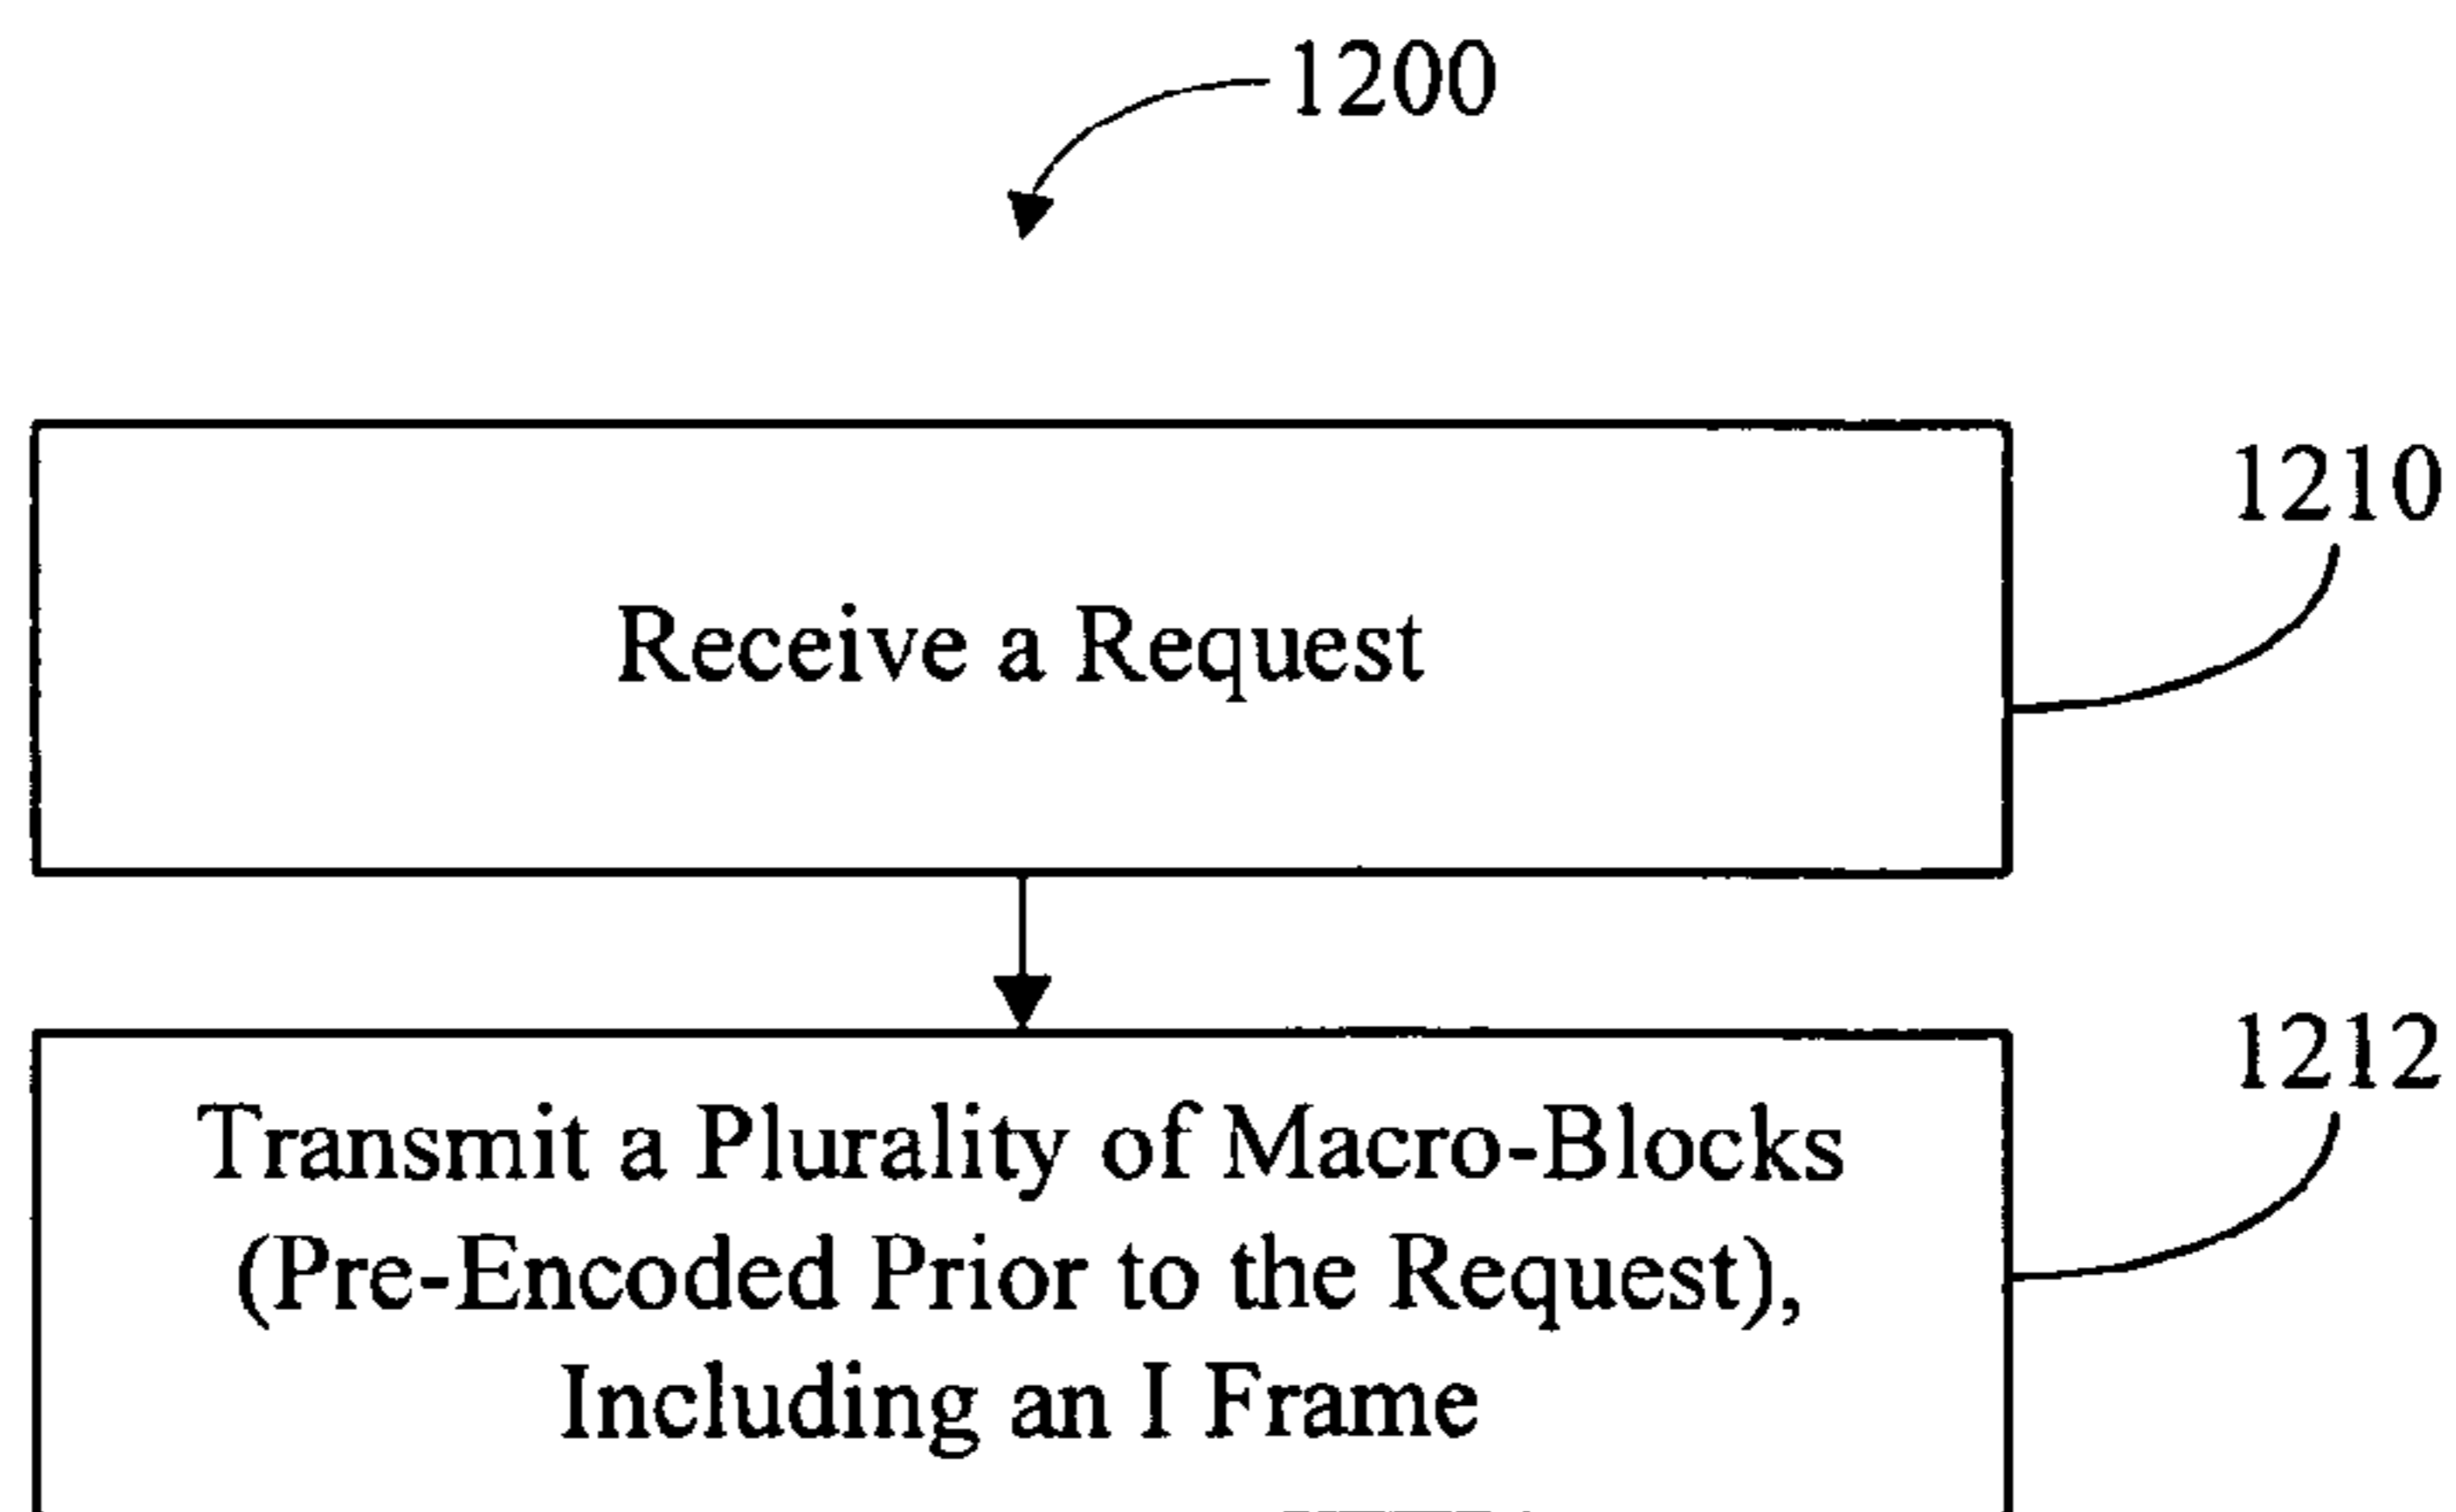 1200
1210
Receive a Request
1212
Transmit a Plurality of Macro-Blocks
(Pre-Encoded Prior to the Request),
Including an I Frame